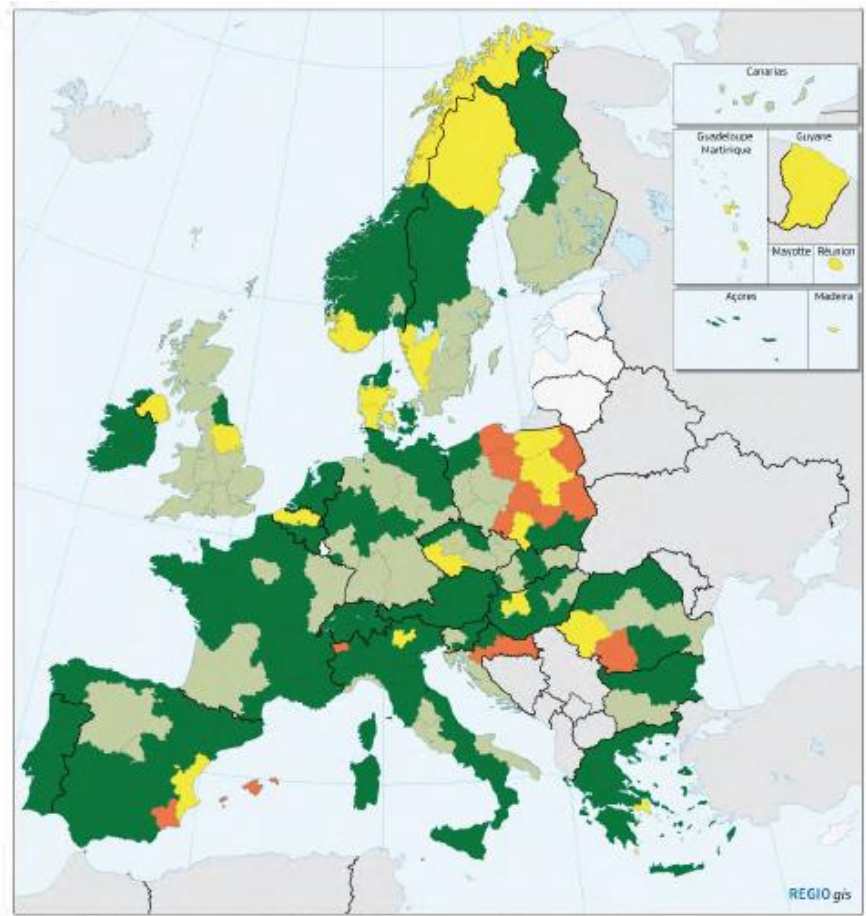 Canarias
Guadeloupe
Martinique
Guyane
Mayotte
Réunion
Açores
Madeira
REGIO gis